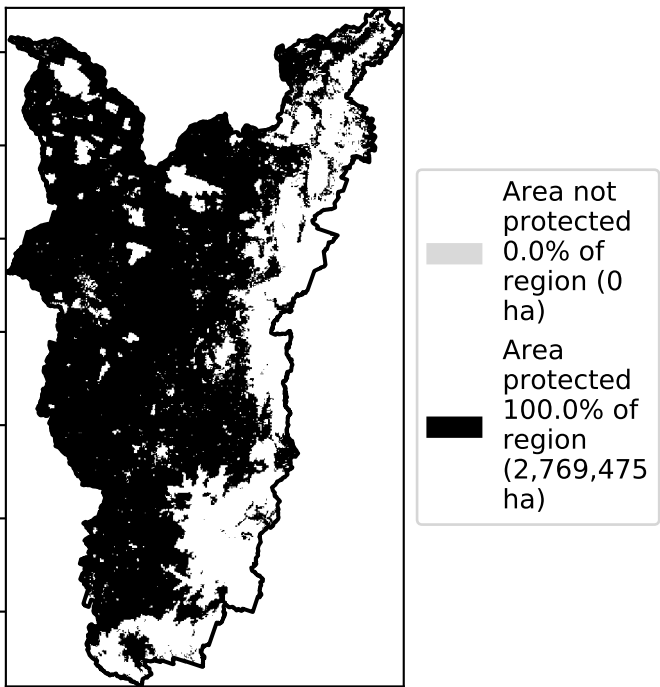 Area not
protected
0.0% of
region (0
ha)
Area
protected
100.0% of
region
(2,769,475
ha)